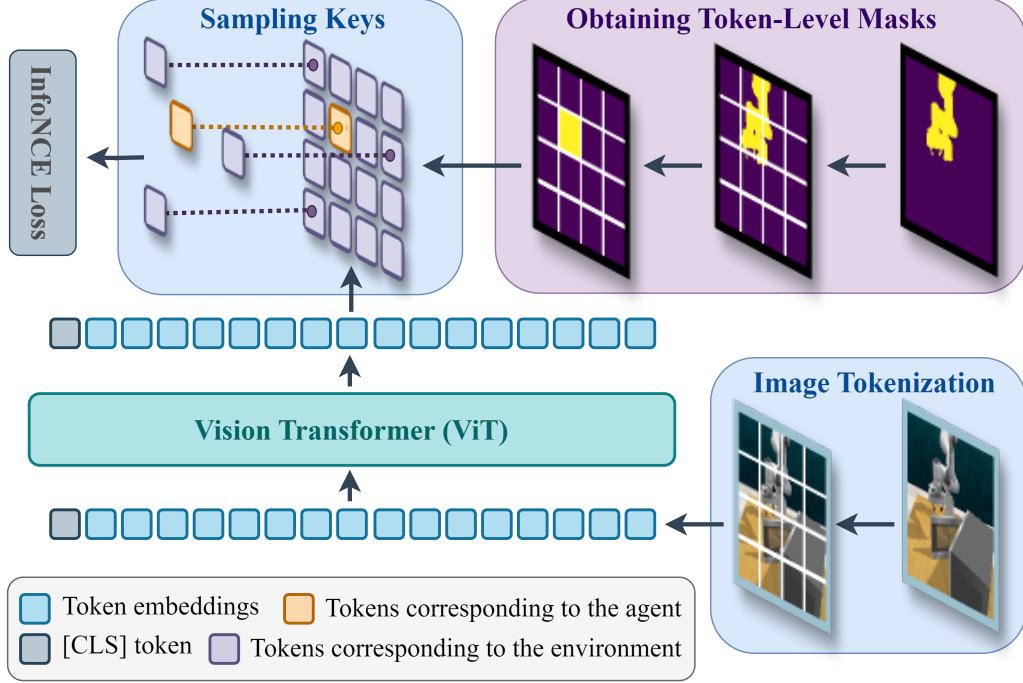 Sampling Keys
Obtaining Token-Level Masks
InfoNCE Loss
Image Tokenization
Vision Transformer (ViT)
Token embeddings
Tokens corresponding to the agent
[CLS] token
Tokens corresponding to the environment